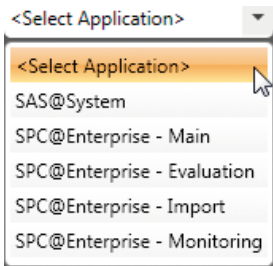 <Select Application>
<Select Application>
SAS@System
SPC@Enterprise - Main
SPC@Enterprise - Evaluation
SPC@Enterprise - Import
SPC@Enterprise - Monitoring